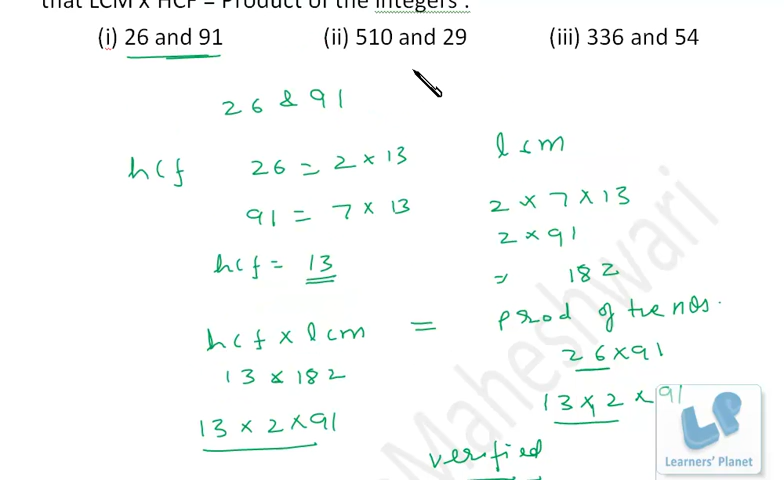 that LCM x HCF = Product of the integers :
(i) 26 and 91 (ii) 510 and 29 (iii) 336 and 54
26 & 91
hcf 26 = 2 × 13 lcm
91 = 7 × 13 2 × 7 × 13
2 × 91
hcf = 13 = 182
hcf × lcm = prod of the nos.
13 × 182 26 × 91
13 × 2 × 91 13 × 2 × 91
verified
Maheshwari
LP
Learners' Planet